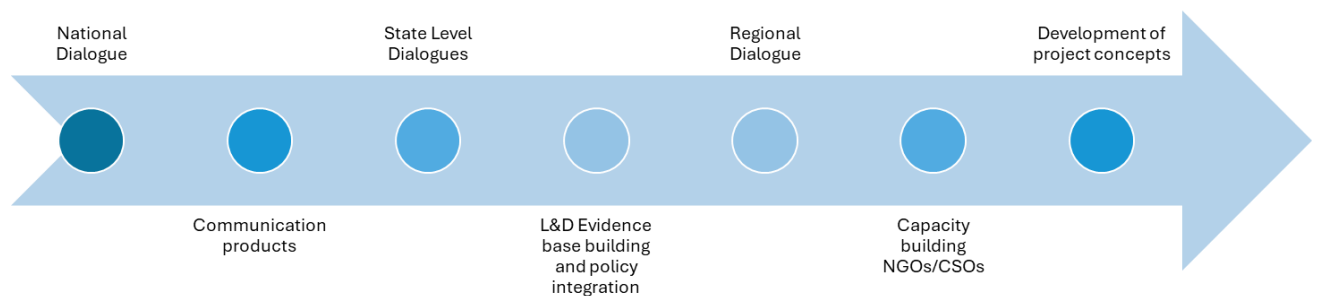 National
Dialogue
State Level
Dialogues
Regional
Dialogue
Development of
project concepts
Communication
products
L&D Evidence
base building
and policy
integration
Capacity
building
NGOs/CSOs